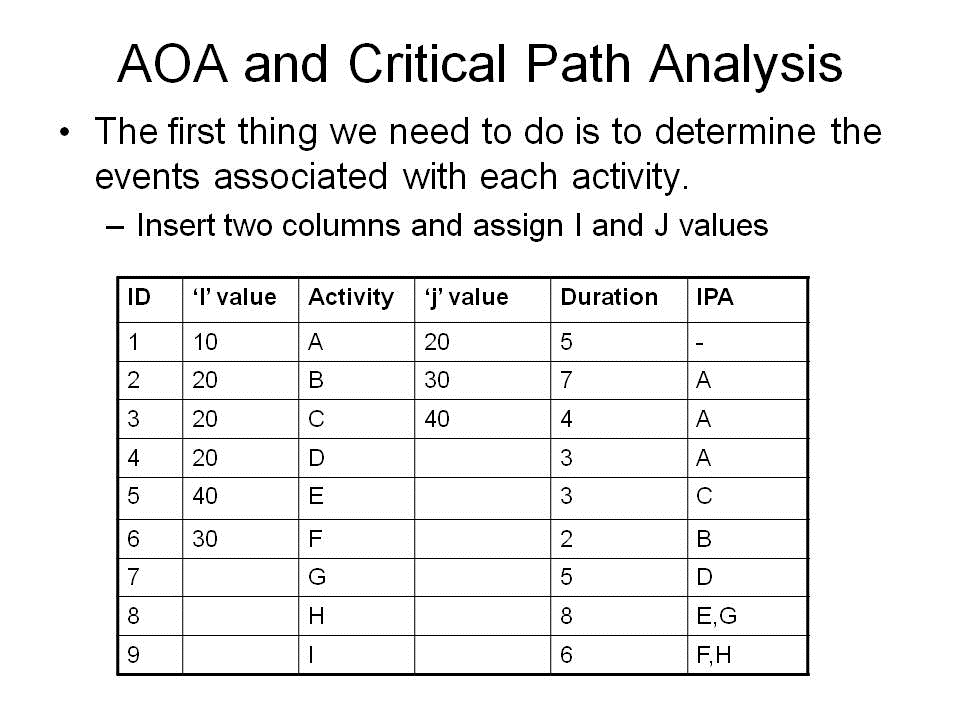 AOA and Critical Path Analysis
• The first thing we need to do is to determine the
events associated with each activity.
– Insert two columns and assign I and J values
ID ‘I’ value Activity ‘j’ value Duration IPA
1 10 A 20 5 -
2 20 B 30 7 A
3 20 C 40 4 A
4 20 D 3 A
5 40 E 3 C
6 30 F 2 B
7 G 5 D
8 H 8 E,G
9 I 6 F,H